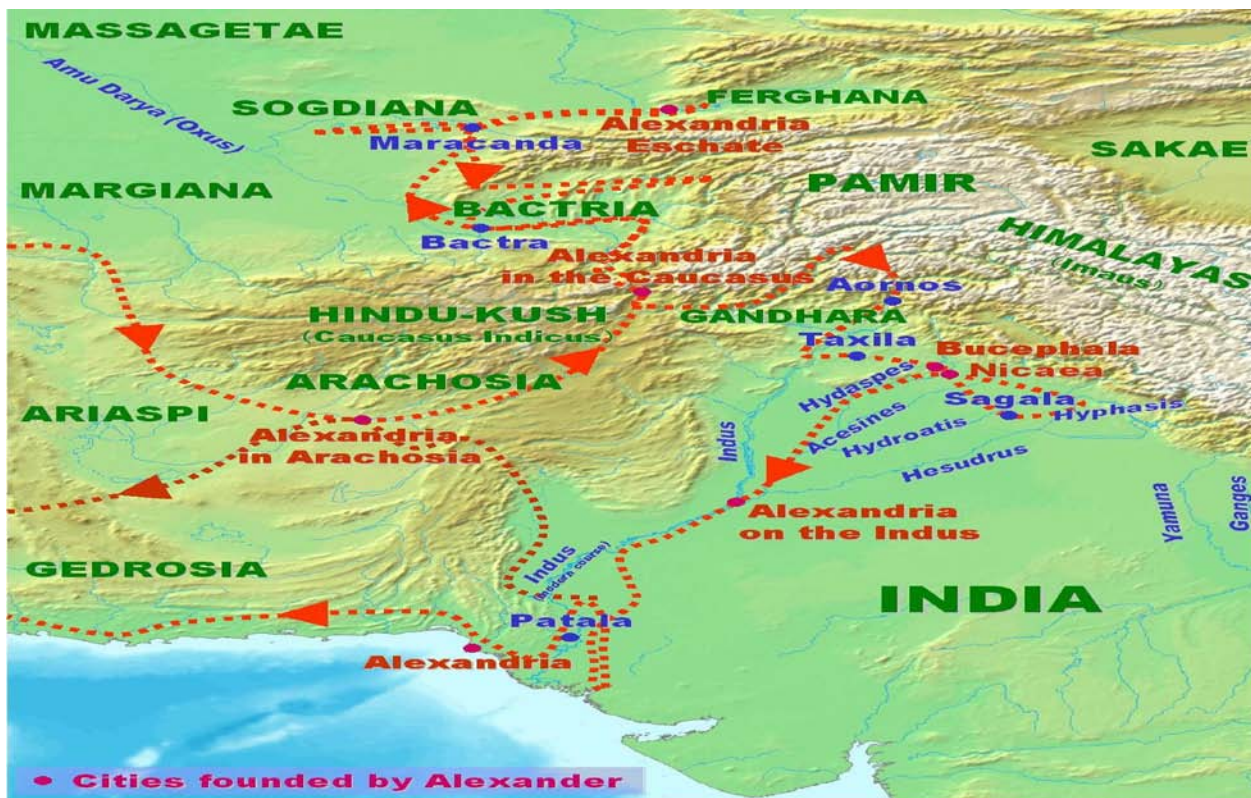 MASSAGETAE
Amu Darya (Oxus)
SOGDIANA
FERGHANA
Alexandria
Eschate
Maracanda
SAKAE
MARGIANA
PAMIR
BACTRIA
Bactra
HIMALAYAS
(Imaus)
Alexandria
in the Caucasus
Aornos
HINDU-KUSH
(Caucasus Indicus)
GANDHARA
Taxila
Bucephala
Nicaea
ARACHOSIA
Hydaspes
Sagala
ARIASPI
Acesines
Hydroatis
Hyphasis
Alexandria
in Arachosia
Indus
Hesudrus
Alexandria
on the Indus
Yamuna
Ganges
GEDROSIA
Indus
(modern course)
INDIA
Patala
Alexandria
Cities founded by Alexander